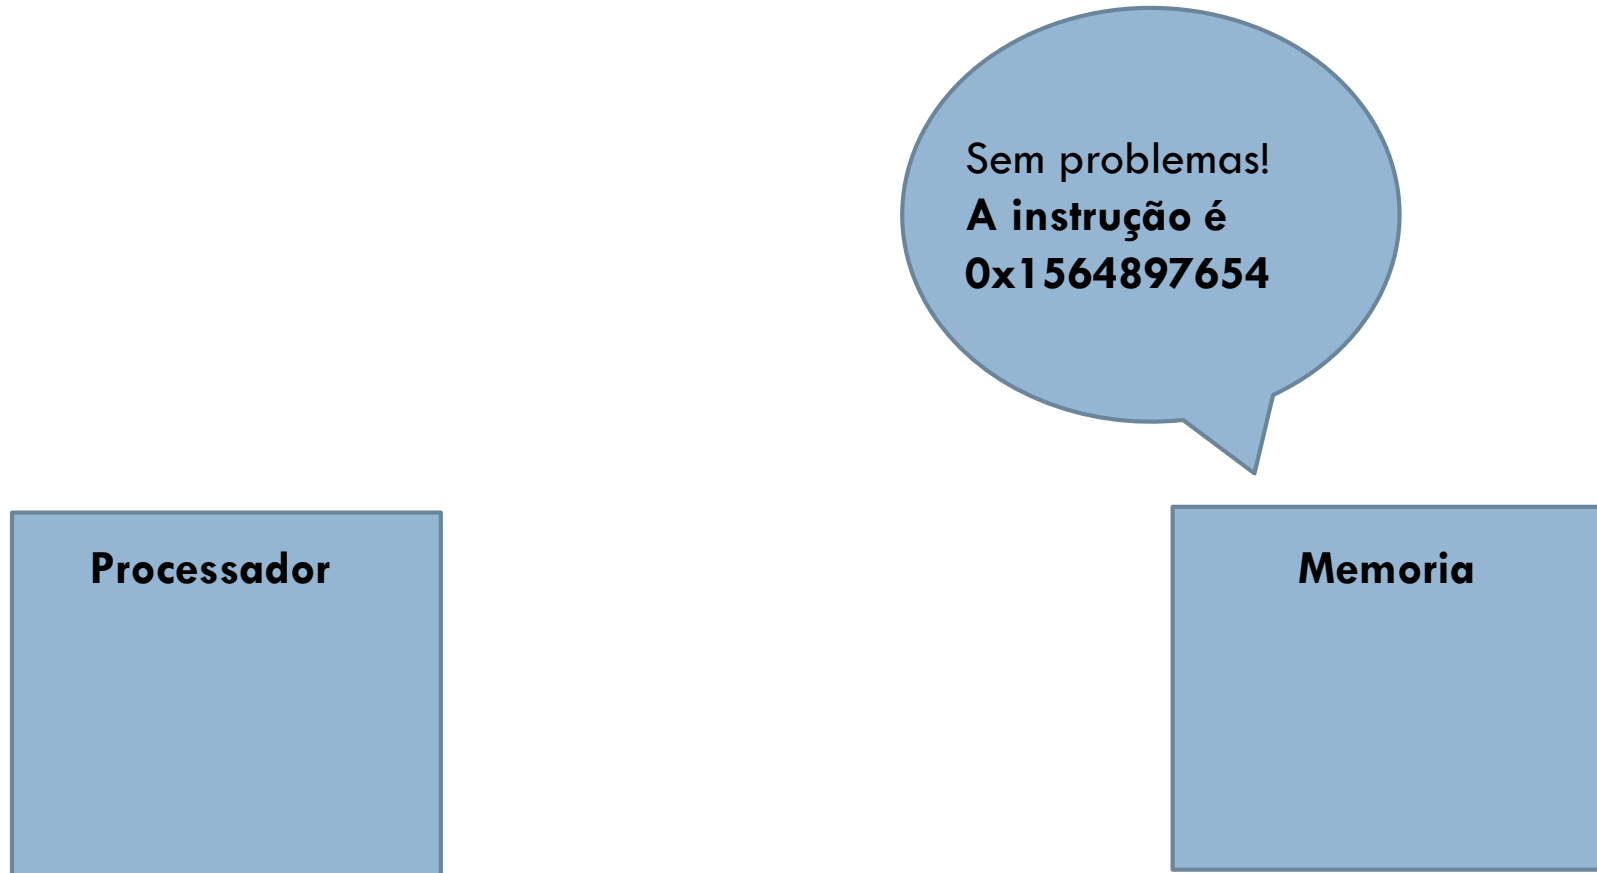 Sem problemas!
A instrução é
0x1564897654
Processador
Memoria